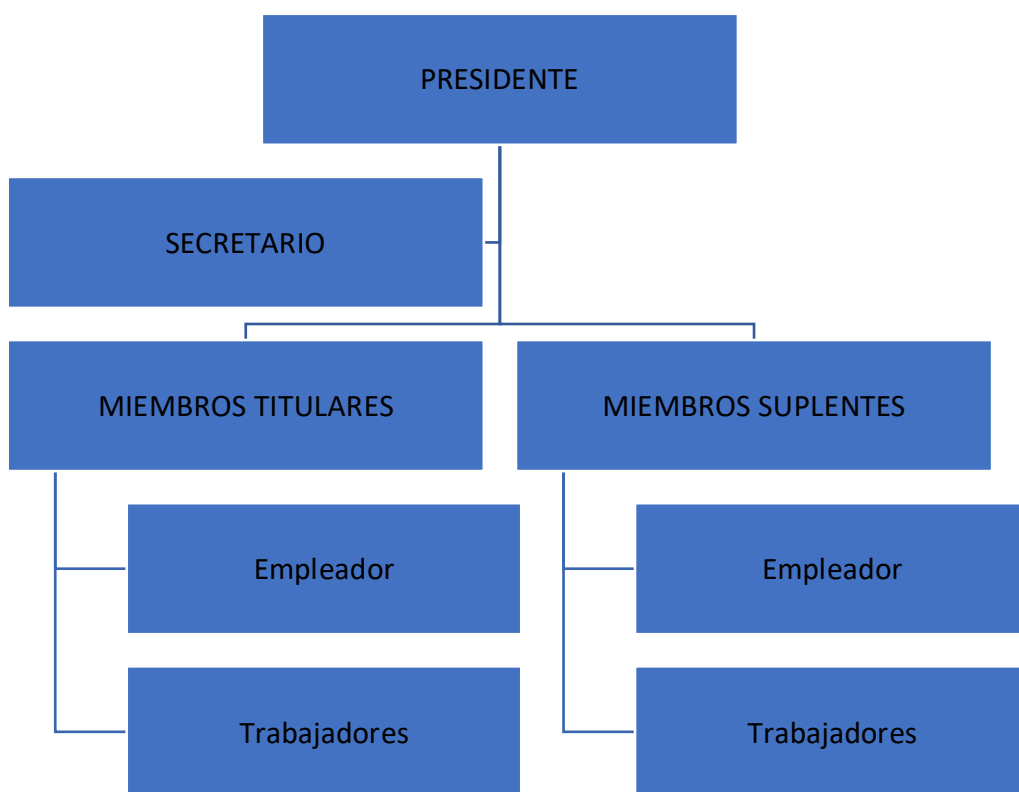 PRESIDENTE
SECRETARIO
MIEMBROS TITULARES
MIEMBROS SUPLENTES
Empleador
Empleador
Trabajadores
Trabajadores